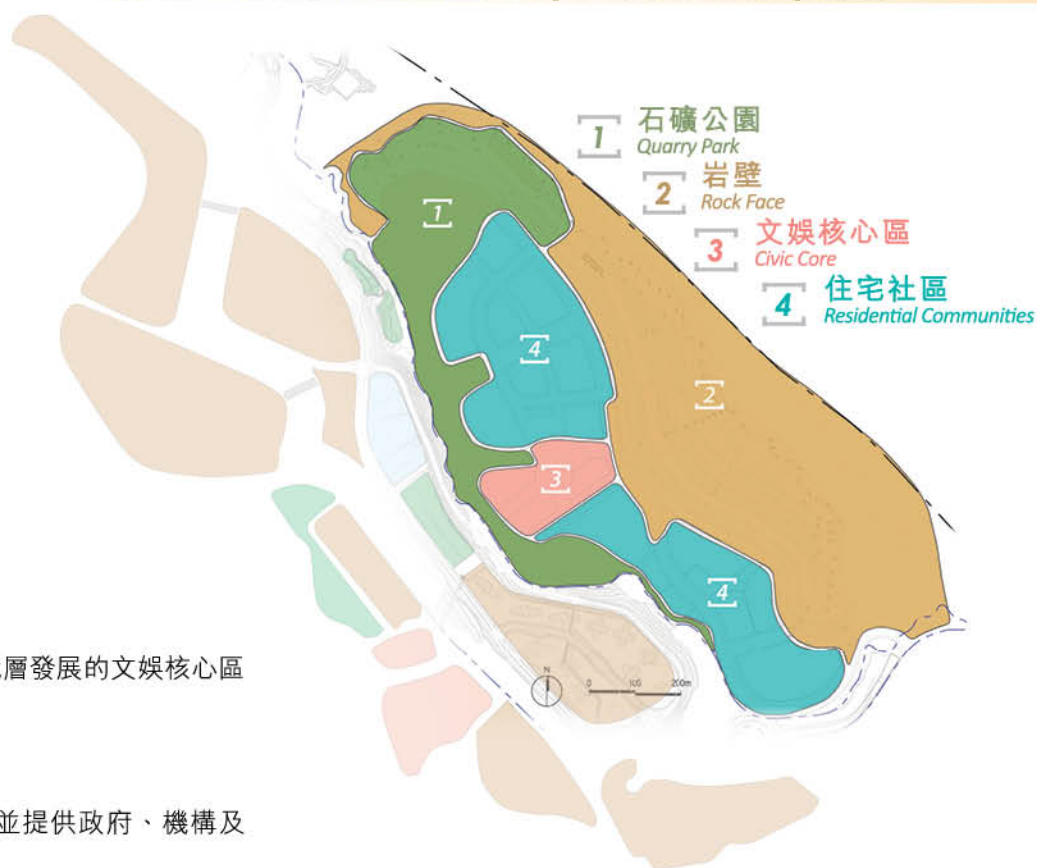 1
石礦公園
Quarry Park
2
岩壁
Rock Face
3
文娛核心區
Civic Core
4
住宅社區
Residential Communities
1
4
2
3
4
N
0 100 200m
層發展的文娛核心區
並提供政府、機構及